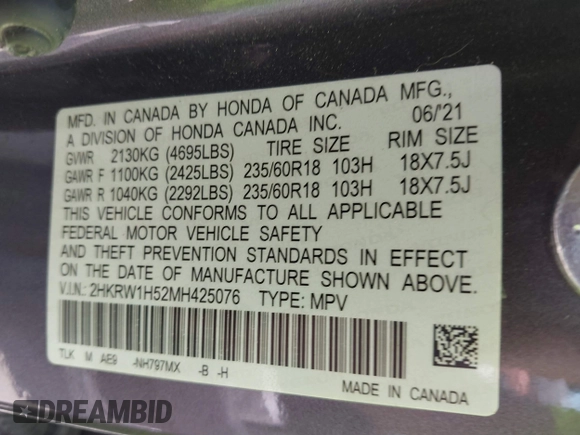 MFD. IN CANADA BY HONDA OF CANADA MFG.,
A DIVISION OF HONDA CANADA INC. 06/'21
GVWR 2130KG (4695LBS) TIRE SIZE RIM SIZE
GAWR F 1100KG (2425LBS) 235/60R18 103H 18X7.5J
GAWR R 1040KG (2292LBS) 235/60R18 103H 18X7.5J
THIS VEHICLE CONFORMS TO ALL APPLICABLE
FEDERAL MOTOR VEHICLE SAFETY
AND THEFT PREVENTION STANDARDS IN EFFECT
ON THE DATE OF MANUFACTURE SHOWN ABOVE.
V.I.N.: 2HKRW1H52MH425076 TYPE: MPV
TLK M AE9 -NH797MX -B -H
MADE IN CANADA
DREAMBID